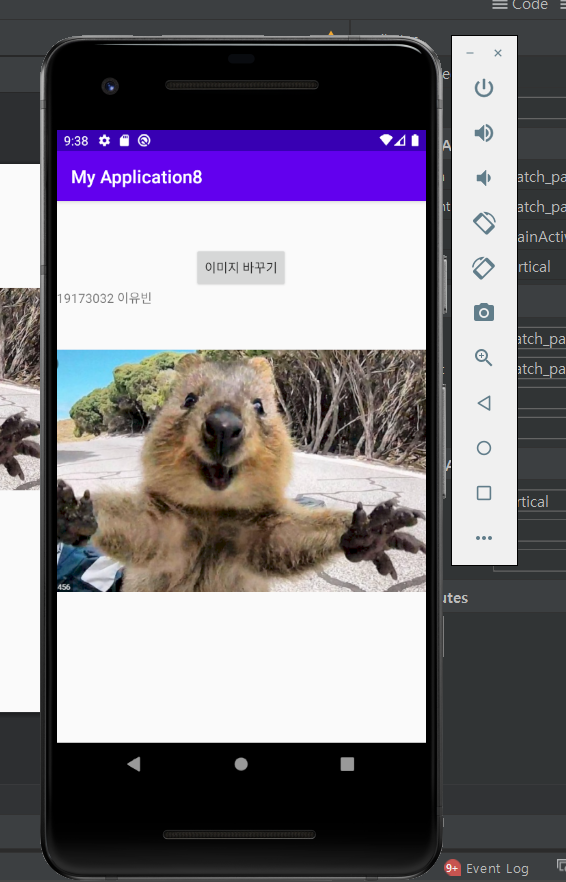 Code
9:38
My Application8
이미지 바꾸기
19173032 이유빈
456
atch_pa
atch_pa
ainActiv
rtical
atch_pa
atch_pa
rtical
utes
9+ Event Log